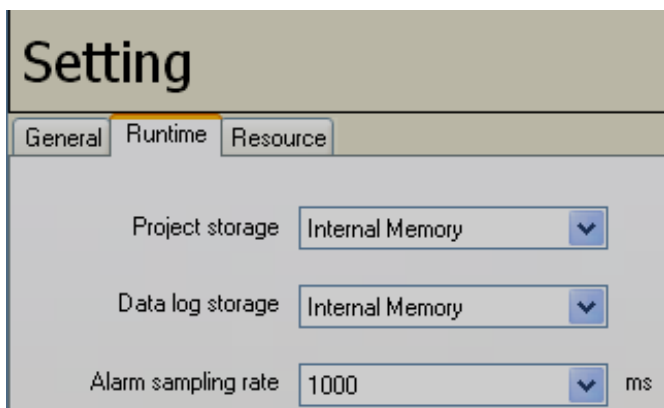 Setting
General Runtime Resource
Project storage Internal Memory
Data log storage Internal Memory
Alarm sampling rate 1000 ms